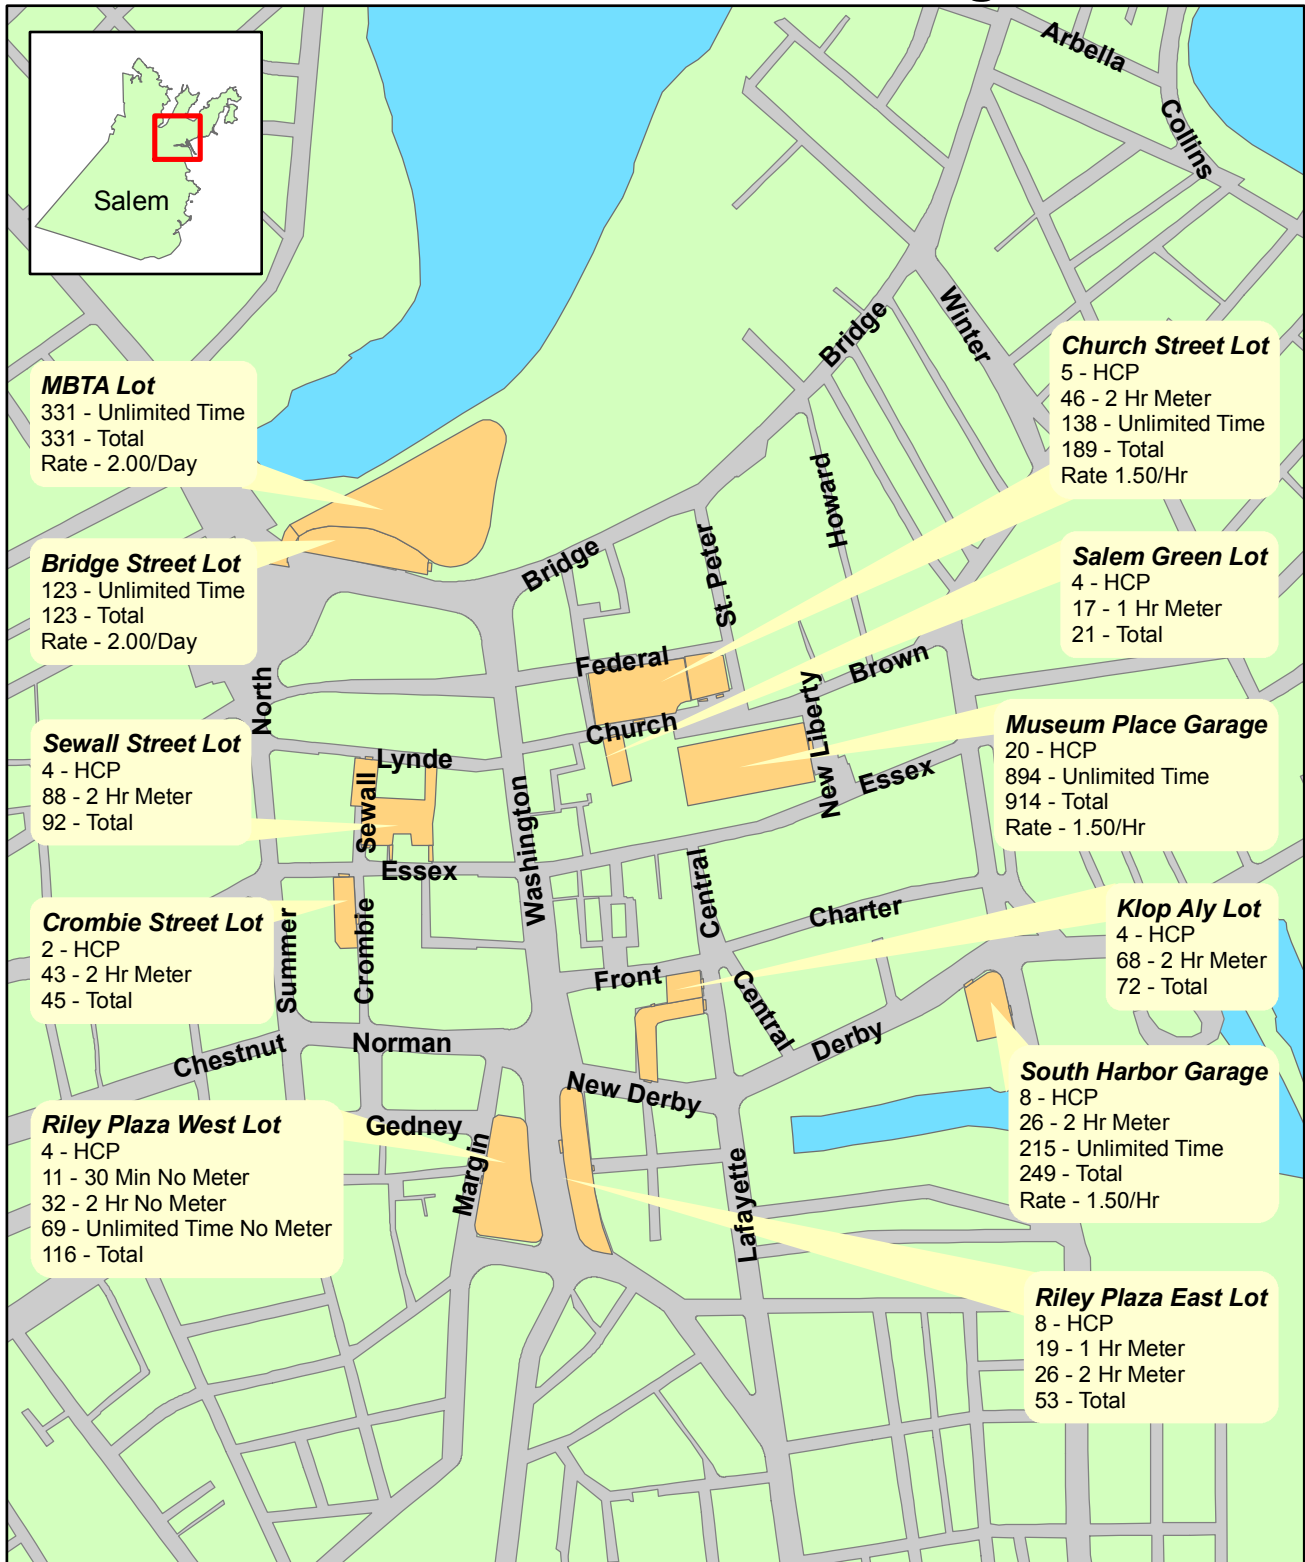 Arbella
Collins
Salem
Bridge
Winter
Church Street Lot
5 - HCP
46 - 2 Hr Meter
138 - Unlimited Time
189 - Total
Rate 1.50/Hr
MBTA Lot
331 - Unlimited Time
331 - Total
Rate - 2.00/Day
Howard
Bridge Street Lot
123 - Unlimited Time
123 - Total
Rate - 2.00/Day
Bridge
St. Peter
Salem Green Lot
4 - HCP
17 - 1 Hr Meter
21 - Total
Federal
Brown
North
Church
New Liberty
Museum Place Garage
20 - HCP
894 - Unlimited Time
914 - Total
Rate - 1.50/Hr
Sewall Street Lot
4 - HCP
88 - 2 Hr Meter
92 - Total
Lynde
Sewall
Essex
Essex
Washington
Central
Crombie Street Lot
2 - HCP
43 - 2 Hr Meter
45 - Total
Summer
Crombie
Charter
Klop Aly Lot
4 - HCP
68 - 2 Hr Meter
72 - Total
Front
Central
Derby
Chestnut
Norman
New Derby
South Harbor Garage
8 - HCP
26 - 2 Hr Meter
215 - Unlimited Time
249 - Total
Rate - 1.50/Hr
Riley Plaza West Lot
4 - HCP
11 - 30 Min No Meter
32 - 2 Hr No Meter
69 - Unlimited Time No Meter
116 - Total
Gedney
Margin
Lafayette
Riley Plaza East Lot
8 - HCP
19 - 1 Hr Meter
26 - 2 Hr Meter
53 - Total